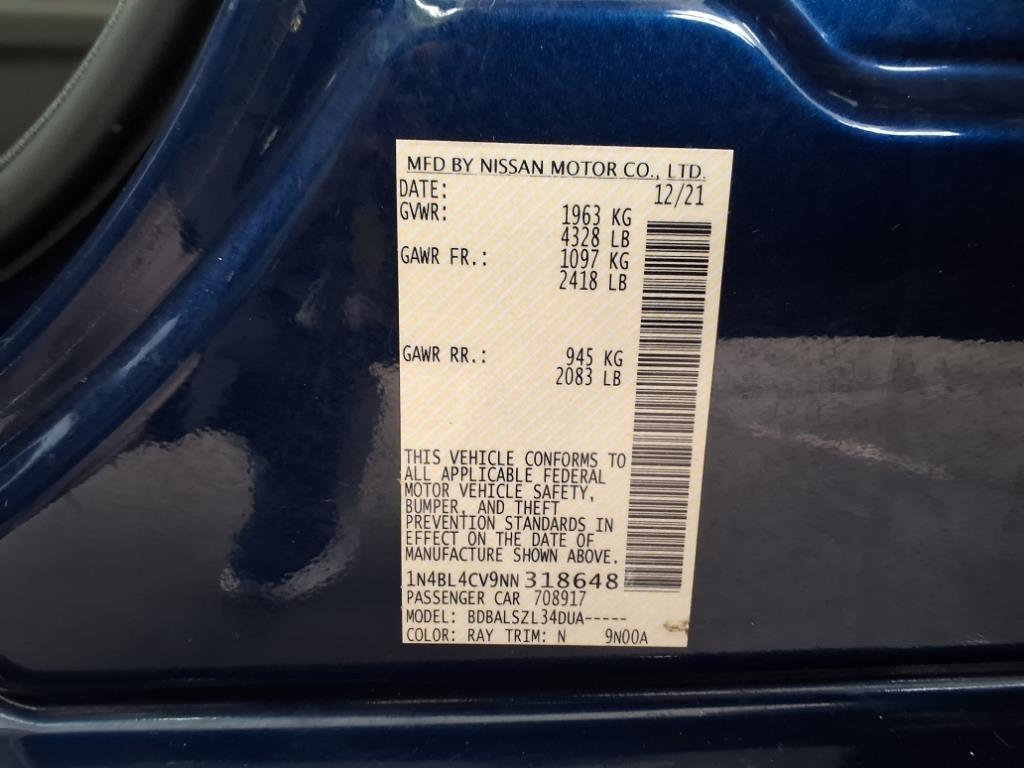 MFD BY NISSAN MOTOR CO., LTD.
DATE: 12/21
GVWR: 1963 KG
4328 LB
GAWR FR.: 1097 KG
2418 LB
GAWR RR.: 945 KG
2083 LB
THIS VEHICLE CONFORMS TO
ALL APPLICABLE FEDERAL
MOTOR VEHICLE SAFETY,
BUMPER, AND THEFT
PREVENTION STANDARDS IN
EFFECT ON THE DATE OF
MANUFACTURE SHOWN ABOVE.
1N4BL4CV9NN318648
PASSENGER CAR 708917
MODEL: BDBALSZL34DUA-----
COLOR: RAY TRIM: N 9N00A